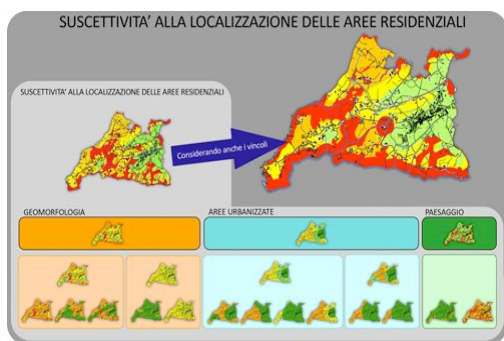 SUSCETTIVITA' ALLA LOCALIZZAZIONE DELLE AREE RESIDENZIALI
SUSCETTIVITA' ALLA LOCALIZZAZIONE DELLE AREE RESIDENZIALI
Considerando anche i vincoli
GEOMORFOLOGIA
AREE URBANIZZATE
PAESAGGIO